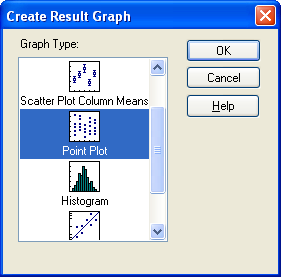 Create Result Graph
Graph Type:
Scatter Plot Column Means
Point Plot
Histogram
OK
Cancel
Help